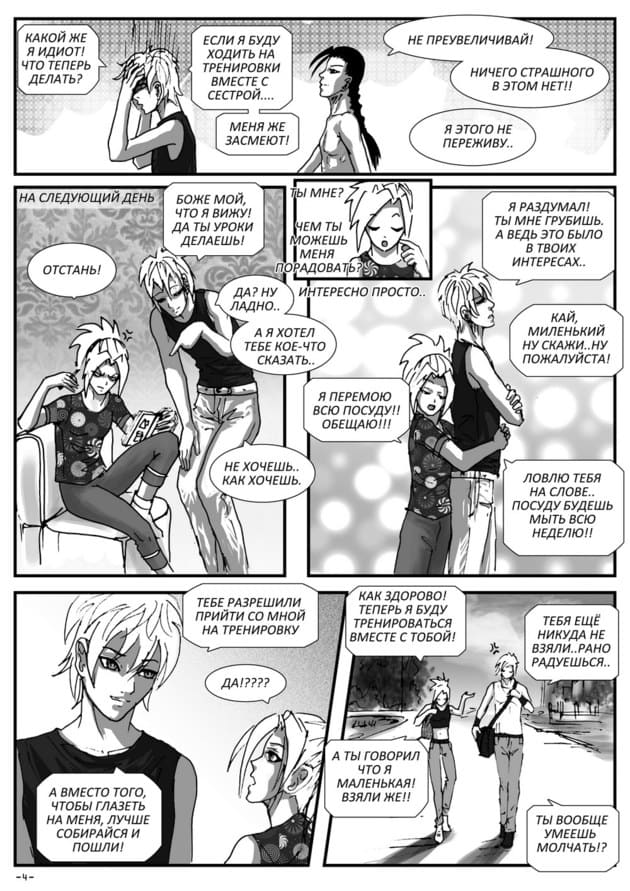 КАКОЙ ЖЕ
Я ИДИОТ!
ЧТО ТЕПЕРЬ
ДЕЛАТЬ?
ЕСЛИ Я БУДУ
ХОДИТЬ НА
ТРЕНИРОВКИ
ВМЕСТЕ С
СЕСТРОЙ....
МЕНЯ ЖЕ
ЗАСМЕЮТ!
НЕ ПРЕУВЕЛИЧИВАЙ!
НИЧЕГО СТРАШНОГО
В ЭТОМ НЕТ!!
Я ЭТОГО НЕ
ПЕРЕЖИВУ..
НА СЛЕДУЮЩИЙ ДЕНЬ
БОЖЕ МОЙ,
ЧТО Я ВИЖУ!
ДА ТЫ УРОКИ
ДЕЛАЕШЬ!
ОТСТАНЬ!
ДА? НУ
ЛАДНО..
А Я ХОТЕЛ
ТЕБЕ КОЕ-ЧТО
СКАЗАТЬ..
НЕ ХОЧЕШЬ..
КАК ХОЧЕШЬ.
ТЫ МНЕ?
ЧЕМ ТЫ
МОЖЕШЬ
МЕНЯ
ПОРАДОВАТЬ?
ИНТЕРЕСНО ПРОСТО..
Я РАЗДУМАЛ!
ТЫ МНЕ ГРУБИШЬ.
А ВЕДЬ ЭТО БЫЛО
В ТВОИХ
ИНТЕРЕСАХ..
КАЙ,
МИЛЕНЬКИЙ
НУ СКАЖИ..НУ
ПОЖАЛУЙСТА!
Я ПЕРЕМОЮ
ВСЮ ПОСУДУ!!
ОБЕЩАЮ!!!
ЛОВЛЮ ТЕБЯ
НА СЛОВЕ..
ПОСУДУ БУДЕШЬ
МЫТЬ ВСЮ
НЕДЕЛЮ!!
ТЕБЕ РАЗРЕШИЛИ
ПРИЙТИ СО МНОЙ
НА ТРЕНИРОВКУ
ДА!????
А ВМЕСТО ТОГО,
ЧТОБЫ ГЛАЗЕТЬ
НА МЕНЯ, ЛУЧШЕ
СОБИРАЙСЯ И
ПОШЛИ!
КАК ЗДОРОВО!
ТЕПЕРЬ Я БУДУ
ТРЕНИРОВАТЬСЯ
ВМЕСТЕ С ТОБОЙ!
ТЕБЯ ЕЩЁ
НИКУДА НЕ
ВЗЯЛИ..РАНО
РАДУЕШЬСЯ..
А ТЫ ГОВОРИЛ
ЧТО Я
МАЛЕНЬКАЯ!
ВЗЯЛИ ЖЕ!!
ТЫ ВООБЩЕ
УМЕЕШЬ
МОЛЧАТЬ!?
-4-